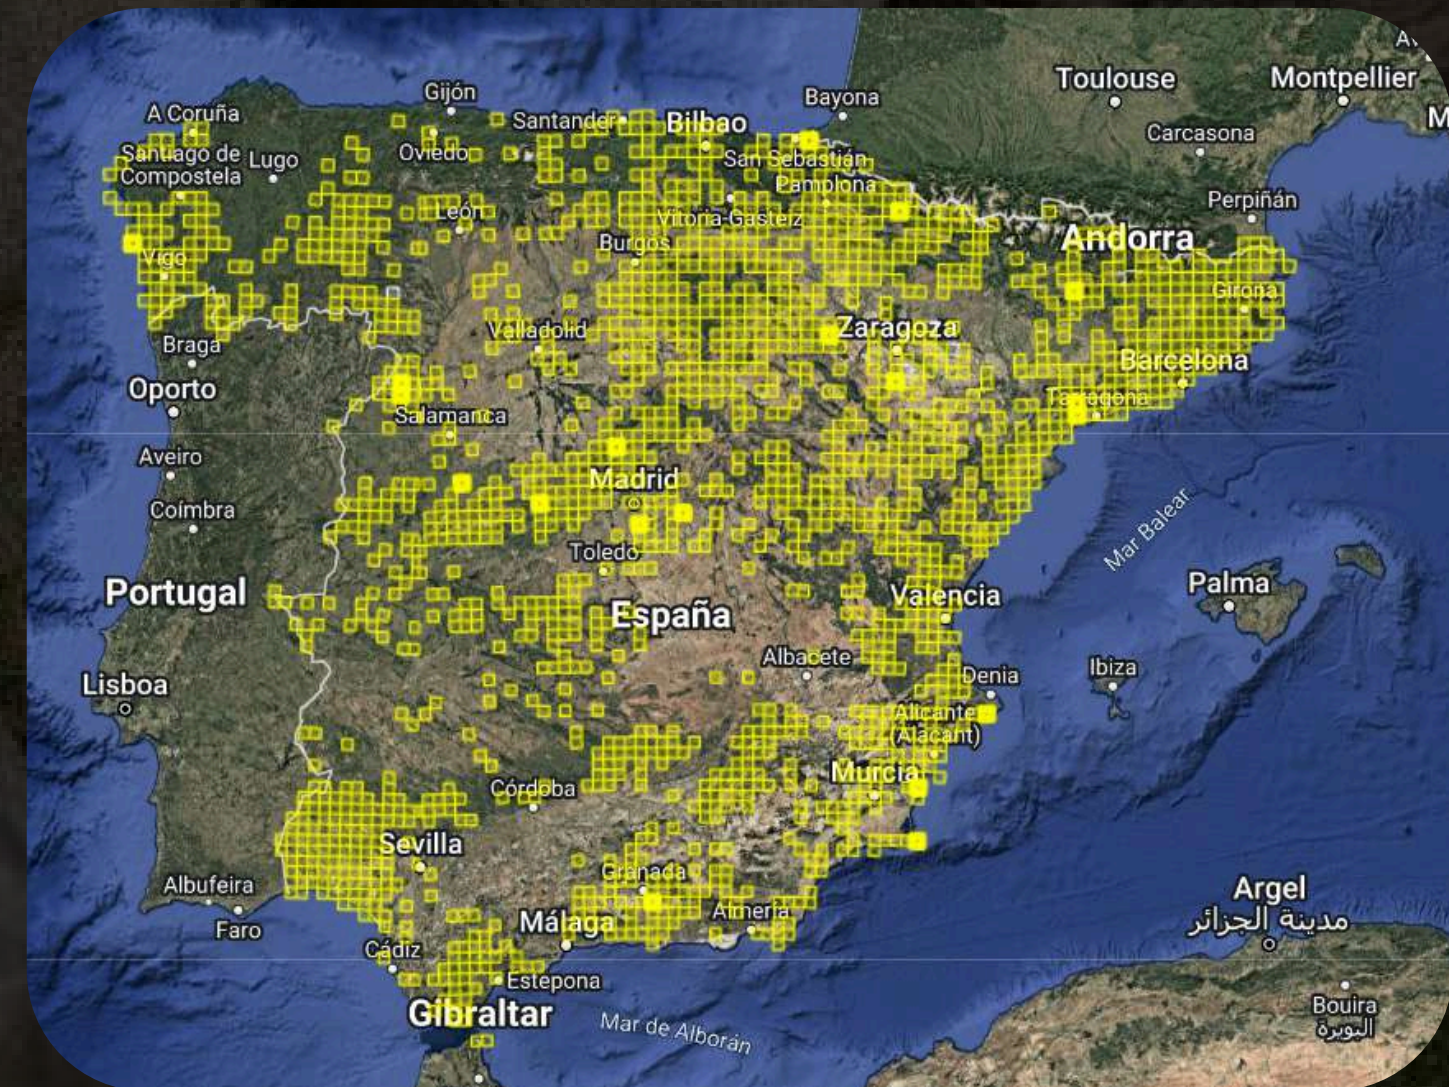 Toulouse
Montpellier
Gijón
Bayona
A Coruña
Santander
Bilbao
Carcasona
Oviedo
San Sebastián
Santiago de
Compostela
Lugo
Pamplona
Perpiñán
León
Vitoria-Gasteiz
Andorra
Burgos
Vigo
Girona
Valladolid
Zaragoza
Braga
Barcelona
Oporto
Tarragona
Salamanca
Aveiro
Madrid
Coímbra
Mar Balear
Toledo
Palma
Portugal
Valencia
España
Albacete
Ibiza
Denia
Lisboa
Alicante
(Alacant)
Murcia
Córdoba
Sevilla
Granada
Albufeira
Argel
مدينة الجزائر
Almería
Málaga
Faro
Cádiz
Estepona
Gibraltar
Bouira
البويرة
Mar de Alborán